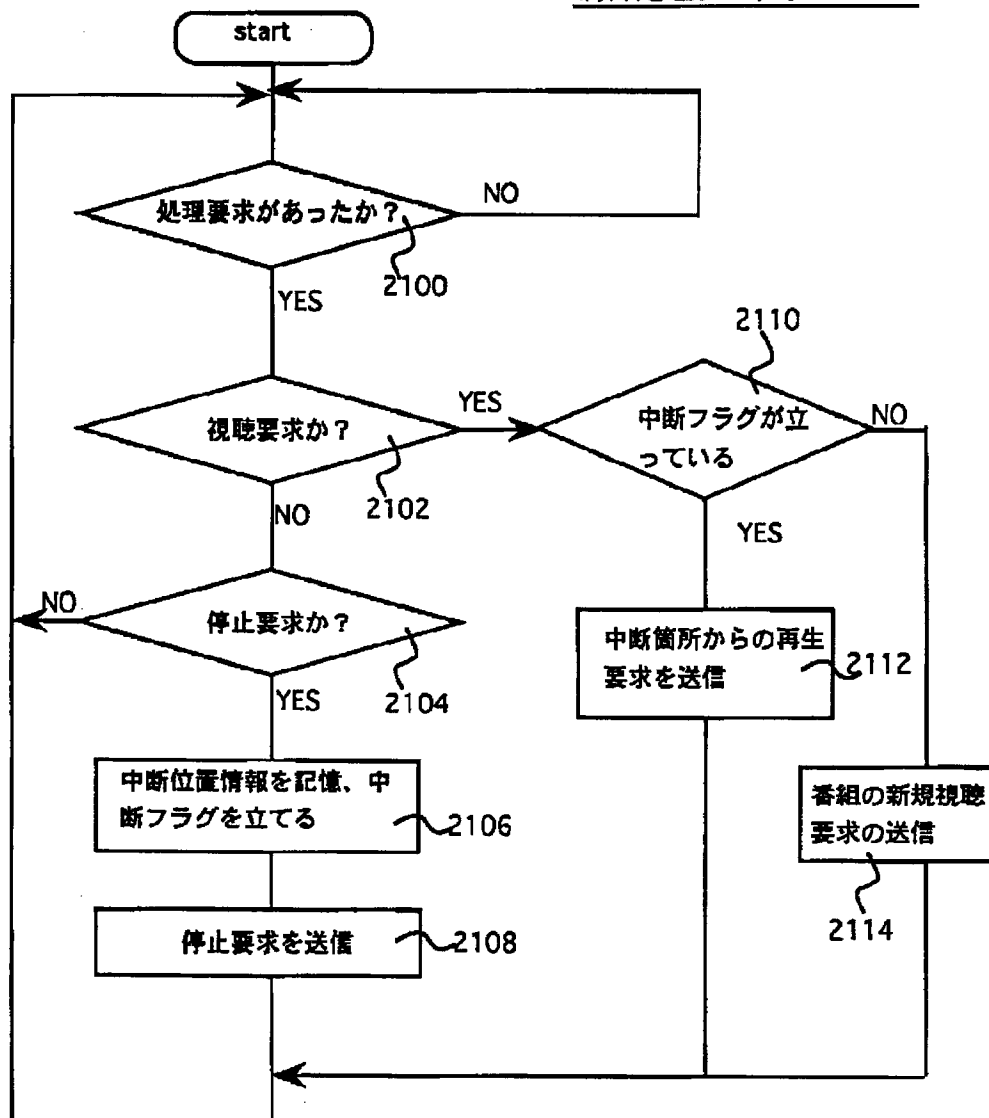 start
処理要求があったか?
NO
2100
YES
視聴要求か?
YES
2102
NO
2110
中断フラグが立
っている
NO
YES
停止要求か?
NO
2104
YES
中断箇所からの再生
要求を送信
2112
中断位置情報を記憶、中
断フラグを立てる
2106
番組の新規視聴
要求の送信
2114
停止要求を送信
2108